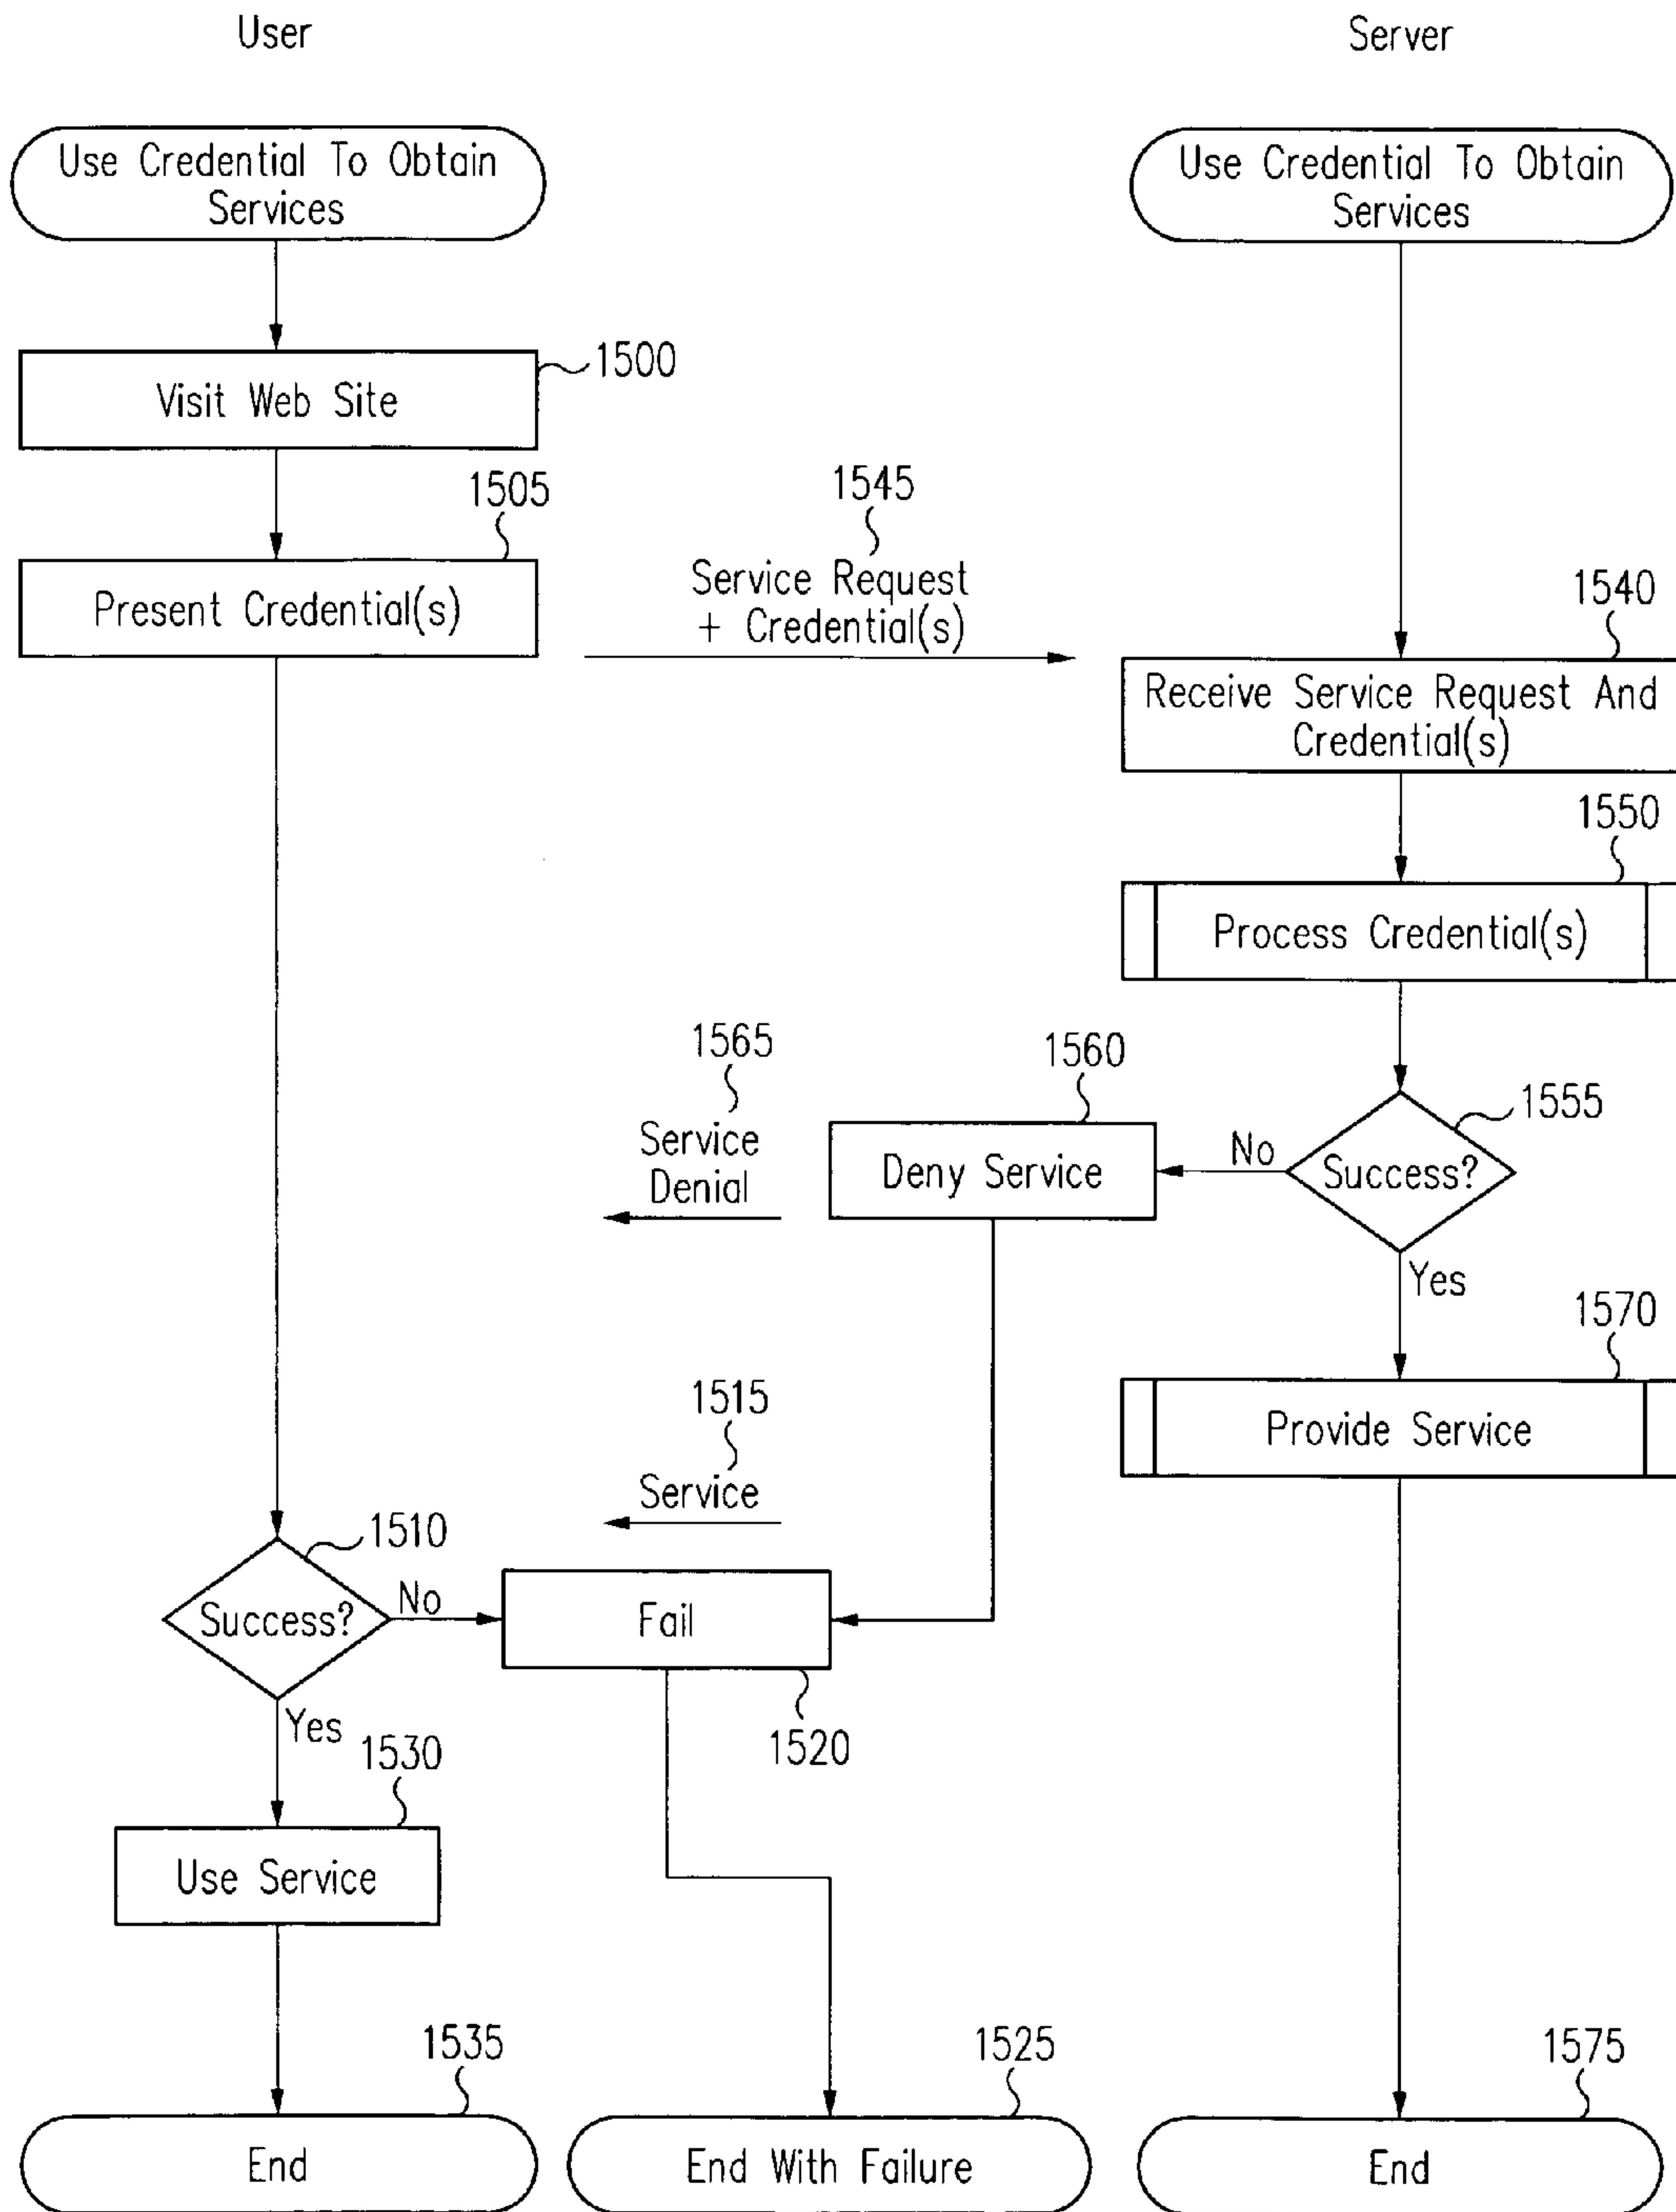 User
Server
Use Credential To Obtain
Services
Use Credential To Obtain
Services
1500
Visit Web Site
1505
Present Credential(s)
1545
Service Request
+ Credential(s)
1540
Receive Service Request And
Credential(s)
1550
Process Credential(s)
1565
Service
Denial
1560
Deny Service
No
1555
Success?
Yes
1570
Provide Service
1515
Service
1510
Success?
No
Fail
1520
Yes
1530
Use Service
1535
End
1525
End With Failure
1575
End